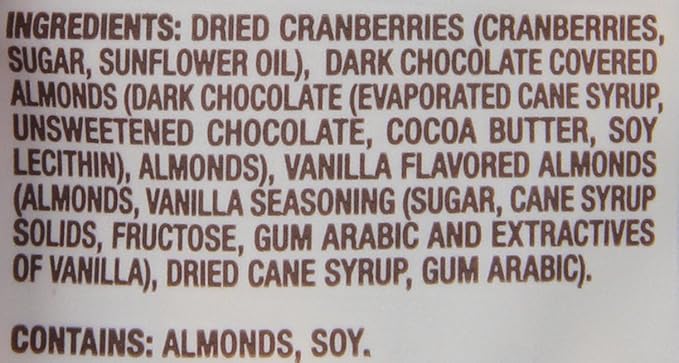 INGREDIENTS: DRIED CRANBERRIES (CRANBERRIES,
SUGAR, SUNFLOWER OIL), DARK CHOCOLATE COVERED
ALMONDS (DARK CHOCOLATE (EVAPORATED CANE SYRUP,
UNSWEETENED CHOCOLATE, COCOA BUTTER, SOY
LECITHIN), ALMONDS), VANILLA FLAVORED ALMONDS
(ALMONDS, VANILLA SEASONING (SUGAR, CANE SYRUP
SOLIDS, FRUCTOSE, GUM ARABIC AND EXTRACTIVES
OF VANILLA), DRIED CANE SYRUP, GUM ARABIC).
CONTAINS: ALMONDS, SOY.